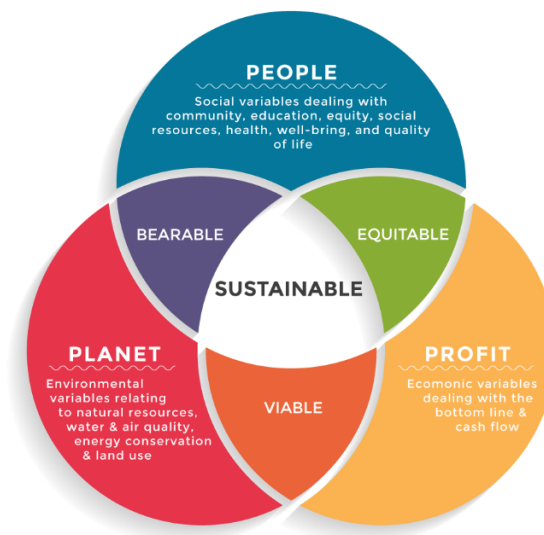 PEOPLE
Social variables dealing with
community, education, equity, social
resources, health, well-bring, and quality
of life
BEARABLE
EQUITABLE
SUSTAINABLE
PLANET
Environmental
variables relating
to natural resources,
water & air quality,
energy conservation
& land use
PROFIT
Ecomonic variables
dealing with the
bottom line &
cash flow
VIABLE